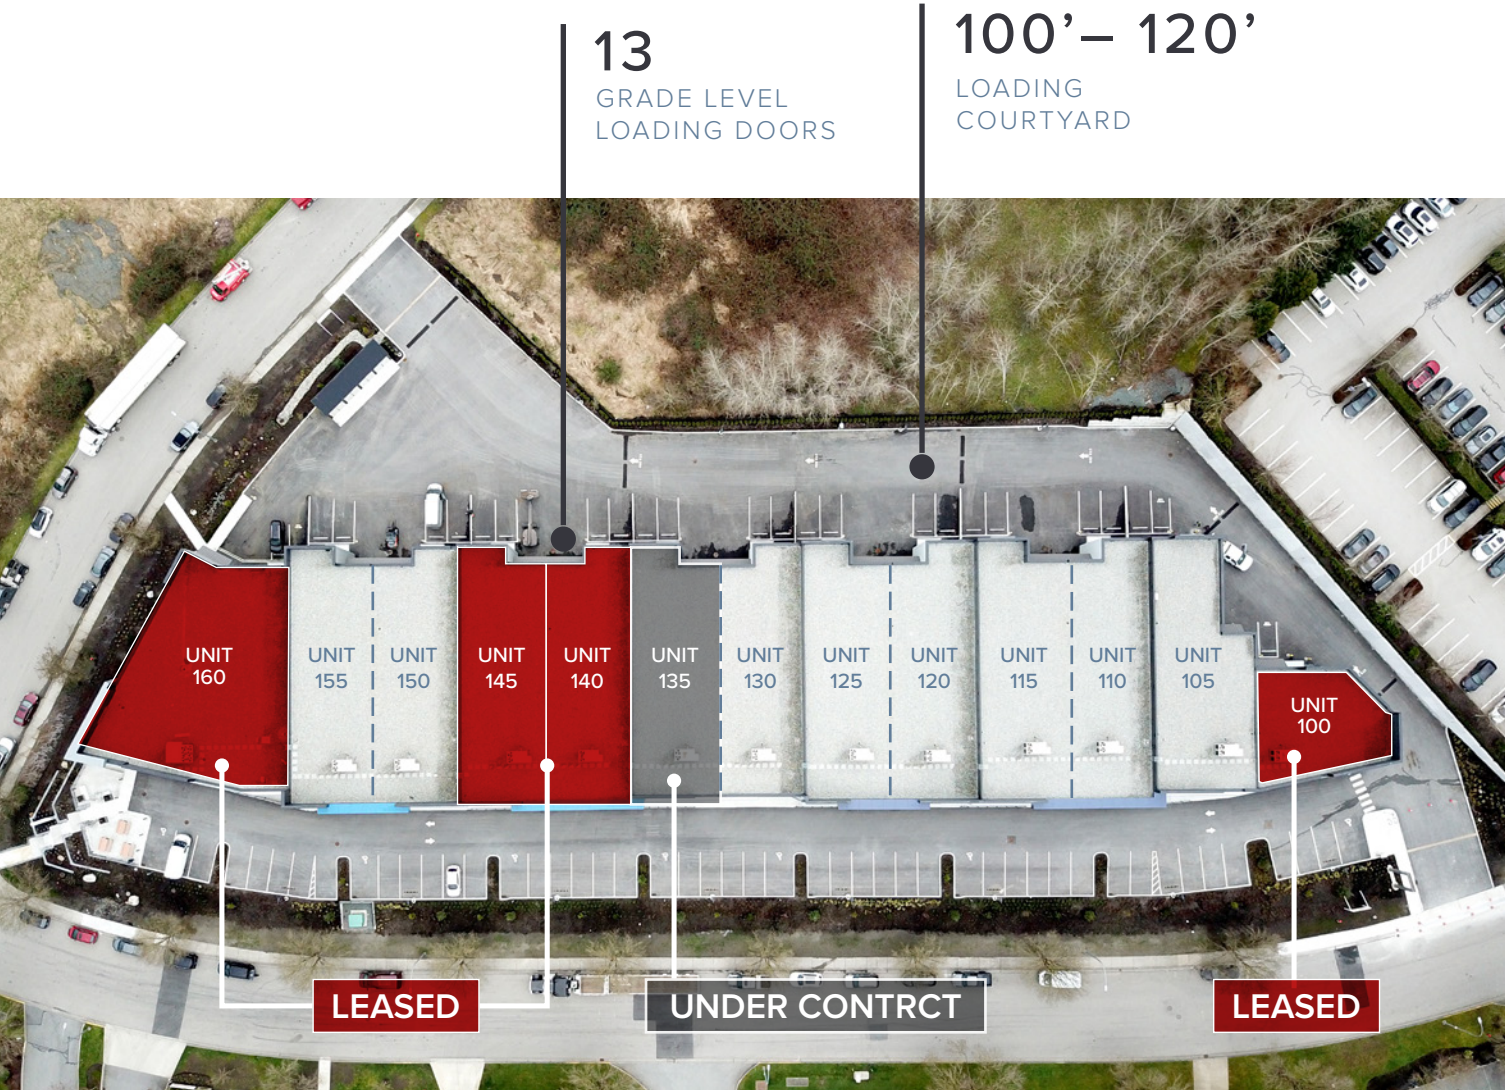 13
GRADE LEVEL
LOADING DOORS
100’– 120’
LOADING
COURTYARD
UNIT
160
UNIT
155
UNIT
150
UNIT
145
UNIT
140
UNIT
135
UNIT
130
UNIT
125
UNIT
120
UNIT
115
UNIT
110
UNIT
105
UNIT
100
LEASED
UNDER CONTRCT
LEASED